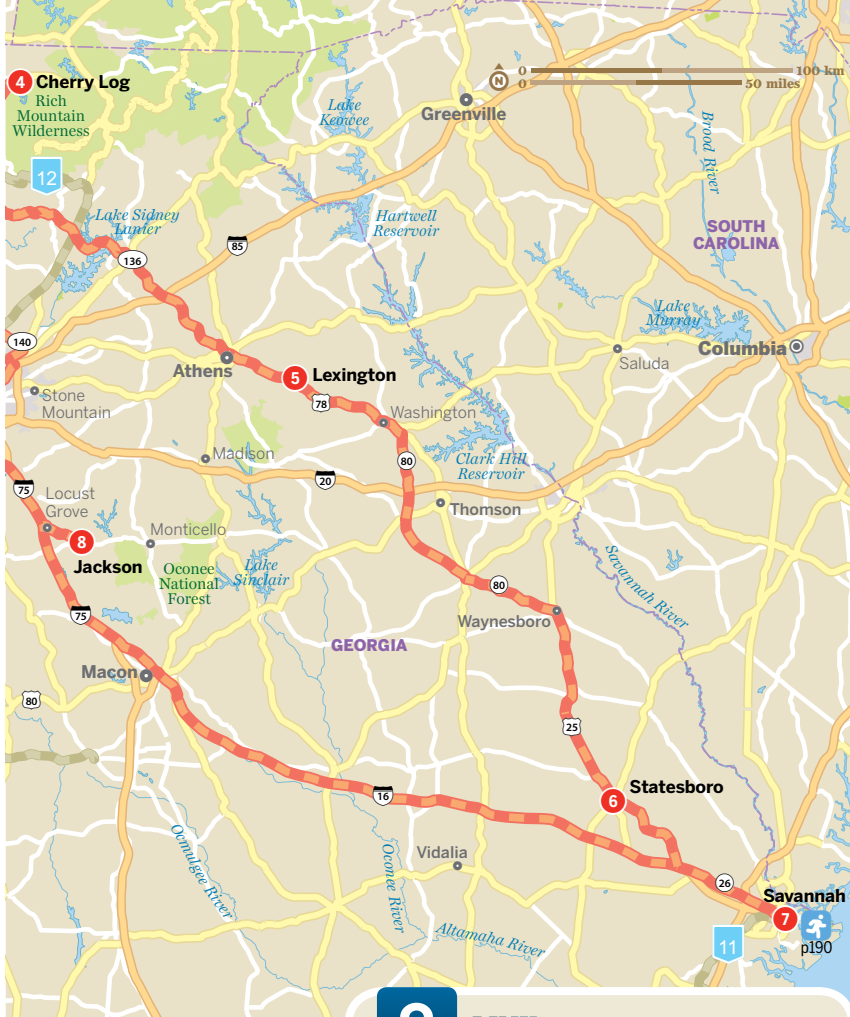 4 Cherry Log
Rich
Mountain
Wilderness
12
Lake
Keowee
Greenville
N
0
100 km
0
50 miles
Brood River
Lake Sidney
Lanier
136
85
Hartwell
Reservoir
SOUTH
CAROLINA
Lake
Murray
140
Athens
5 Lexington
78
Saluda
Columbia
Stone
Mountain
Washington
80
Madison
20
Clark Hill
Reservoir
75
Locust
Grove
Thomson
8
Jackson
Monticello
Oconee
National
Forest
Lake
Sinclair
80
Savannah River
75
Waynesboro
GEORGIA
Macon
80
25
16
Statesboro
6
Ocmulgee River
Oconee River
Vidalia
26
Altamaha River
Savannah
7
11
p190